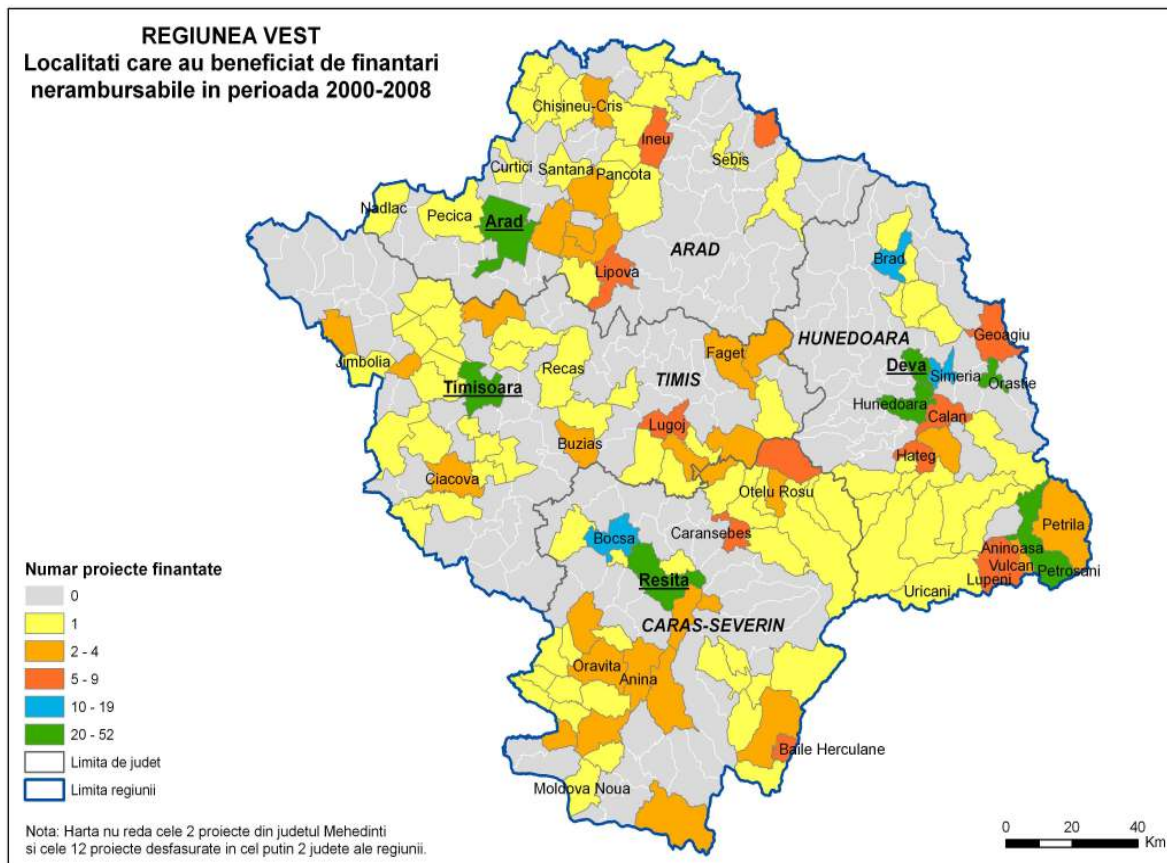 REGIUNEA VEST
Localitati care au beneficiat de finantari
nerambursabile in perioada 2000-2008
Chisineu-Cris
Ineu
Sebis
Curtici
Santana
Pancota
Nadlac
Pecica
Arad
ARAD
Brad
Lipova
HUNEDOARA
Geoagiu
Faget
Jimbolia
Recas
Deva
Simeria
Orastie
Timisoara
TIMIS
Hunedoara
Calan
Lugoj
Buzias
Hateg
Ciacova
Otelu Rosu
Petrila
Bocsa
Caransebes
Aninoasa
Vulcan
Petrosani
Lupeni
Uricani
Resita
CARAS-SEVERIN
Oravita
Anina
Baile Herculane
Moldova Noua
Numar proiecte finantate
0
1
2 - 4
5 - 9
10 - 19
20 - 52
Limita de judet
Limita regiunii
Nota: Harta nu reda cele 2 proiecte din judetul Mehedinti
si cele 12 proiecte desfasurate in cel putin 2 judete ale regiunii.
0 20 40
Km